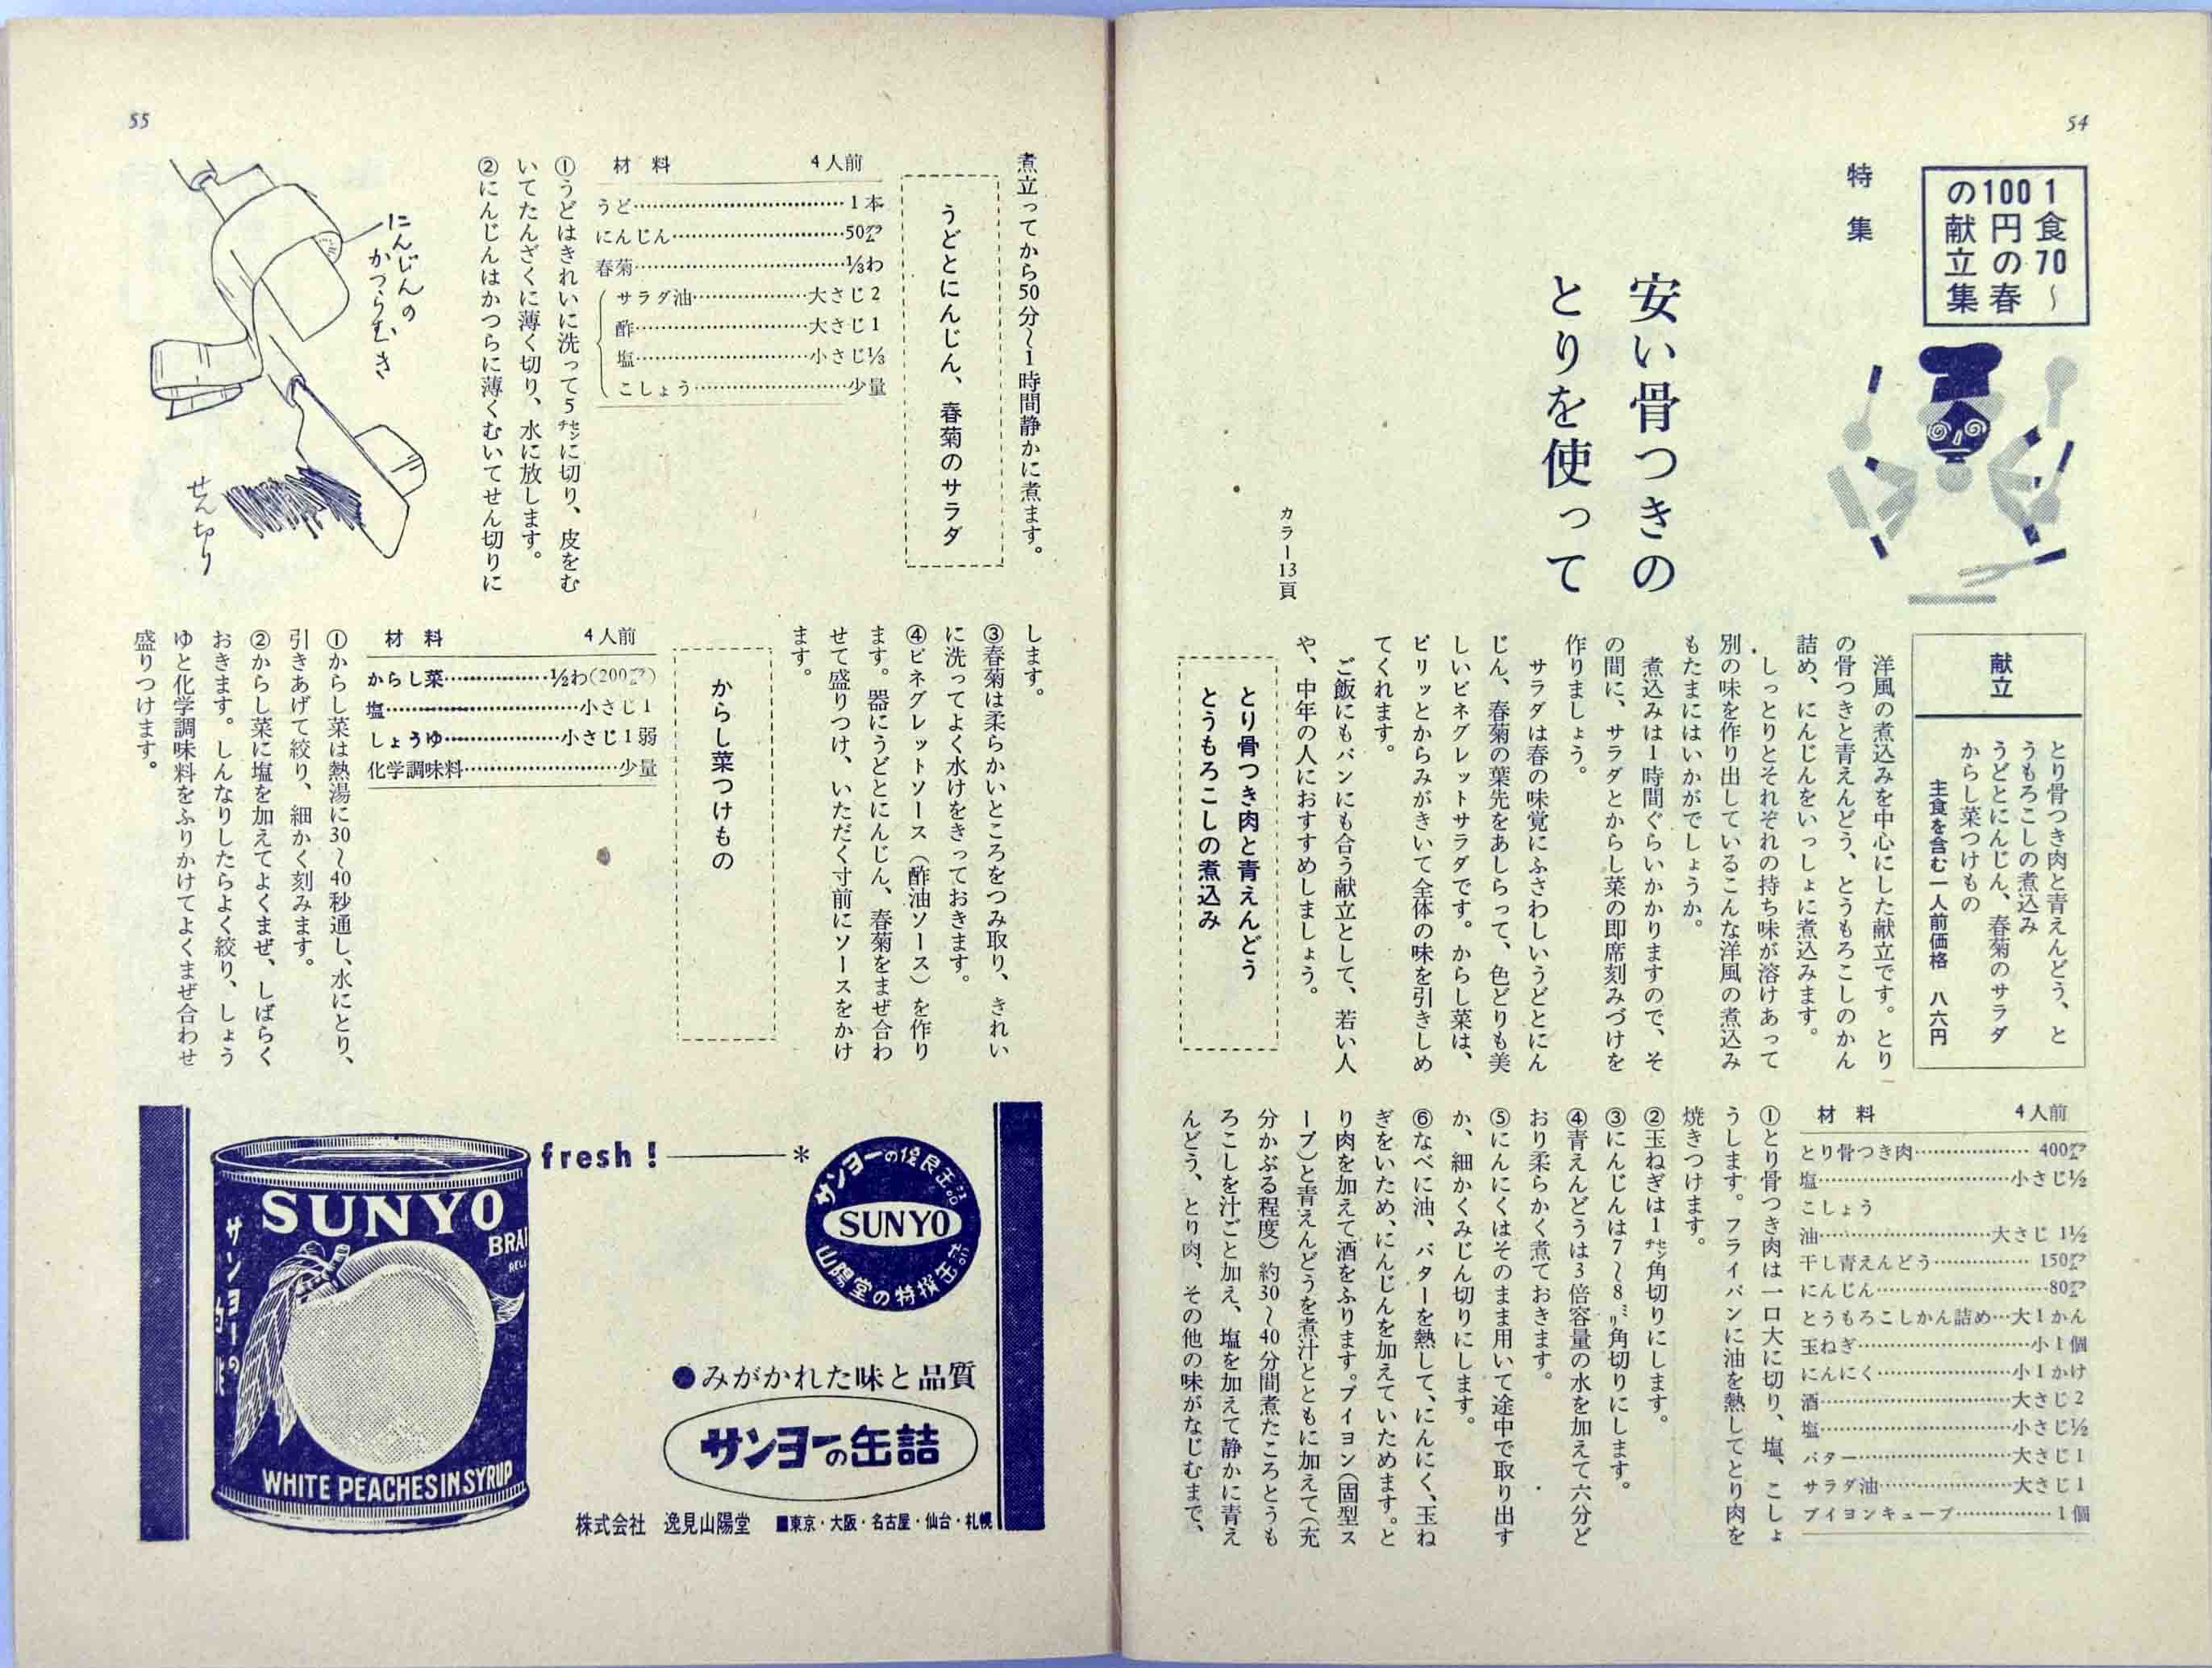 54
1食70〜
100円の春
の献立集
特集
安い骨つきの
とりを使って
カラー13頁
献立
とり骨つき肉と青えんどう、と
うもろこしの煮込み
うどとにんじん、春菊のサラダ
からし菜つけもの
主食を含む一人前価格　八六円
洋風の煮込みを中心にした献立です。とり
の骨つきと青えんどう、とうもろこしのかん
詰め、にんじんをいっしょに煮込みます。
しっとりとそれぞれの持ち味が溶けあって
別の味を作り出しているこんな洋風の煮込み
もたまにはいかがでしょうか。
煮込みは1時間ぐらいかかりますので、そ
の間に、サラダとからし菜の即席刻みづけを
作りましょう。
サラダは春の味覚にふさわしいうどとにん
じん、春菊の葉先をあしらって、色どりも美
しいビネグレットサラダです。からし菜は、
ピリッとからみがきいて全体の味を引きしめ
てくれます。
ご飯にもパンにも合う献立として、若い人
や、中年の人におすすめしましょう。
とり骨つき肉と青えんどう
とうもろこしの煮込み
材料　4人前
とり骨つき肉………………400㌘
塩………………小さじ½
こしょう
油………………大さじ1½
干し青えんどう………………150㌘
にんじん………………80㌘
とうもろこしかん詰め…大1かん
玉ねぎ………………小1個
にんにく………………小1かけ
酒………………大さじ2
塩………………小さじ½
バター………………大さじ1
サラダ油………………大さじ1
ブイヨンキューブ………………1個
①とり骨つき肉は一口大に切り、塩、こしょ
うします。フライパンに油を熱してとり肉を
焼きつけます。
②玉ねぎは1㌢角切りにします。
③にんじんは7〜8㍉角切りにします。
④青えんどうは3倍容量の水を加えて六分ど
おり柔らかく煮ておきます。
⑤にんにくはそのまま用いて途中で取り出す
か、細かくみじん切りにします。
⑥なべに油、バターを熱して、にんにく、玉ね
ぎをいため、にんじんを加えていためます。と
り肉を加えて酒をふります。ブイヨン（固型ス
ープ）と青えんどうを煮汁とともに加えて（充
分かぶる程度）約30〜40分間煮たころとうも
ろこしを汁ごと加え、塩を加えて静かに青え
んどう、とり肉、その他の味がなじむまで、
55
煮立ってから50分〜1時間静かに煮ます。
うどとにんじん、春菊のサラダ
材料　4人前
うど………………1本
にんじん………………50㌘
春菊………………⅓わ
サラダ油………………大さじ2
酢………………大さじ1
塩………………小さじ⅓
こしょう………………少量
①うどはきれいに洗って5㌢に切り、皮をむ
いてたんざくに薄く切り、水に放します。
②にんじんはかつらに薄くむいてせん切りに
にんじんの
かつらむき
せん切り
します。
③春菊は柔らかいところをつみ取り、きれい
に洗ってよく水けをきっておきます。
④ビネグレットソース（酢油ソース）を作り
ます。器にうどとにんじん、春菊をまぜ合わ
せて盛りつけ、いただく寸前にソースをかけ
ます。
からし菜つけもの
材料　4人前
からし菜………………½わ(200㌘)
塩………………小さじ1
しょうゆ………………小さじ1弱
化学調味料………………少量
①からし菜は熱湯に30〜40秒通し、水にとり、
引きあげて絞り、細かく刻みます。
②からし菜に塩を加えてよくまぜ、しばらく
おきます。しんなりしたらよく絞り、しょう
ゆと化学調味料をふりかけてよくまぜ合わせ
盛りつけます。
fresh!
*
サンヨーの優良缶詰
SUNYO
山陽堂の特撰缶詰
SUNYO
BRAN
サンヨーの
WHITE PEACHES IN SYRUP
●みがかれた味と品質
サンヨーの缶詰
株式会社　逸見山陽堂　■東京・大阪・名古屋・仙台・札幌